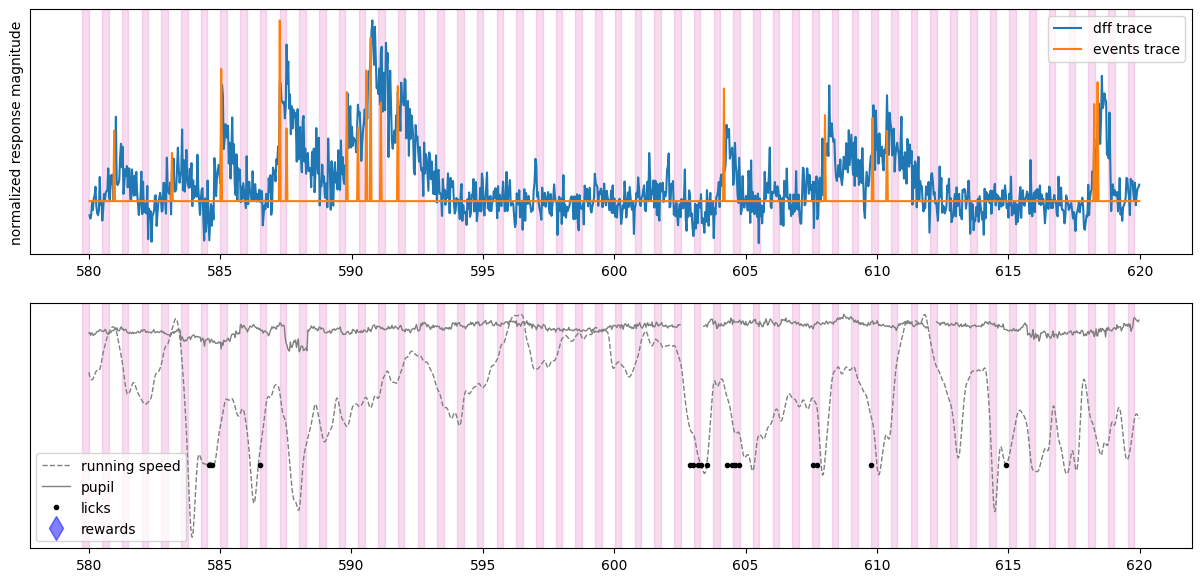 normalized response magnitude
dff trace
events trace
580 585 590 595 600 605 610 615 620
running speed
pupil
licks
rewards
580 585 590 595 600 605 610 615 620